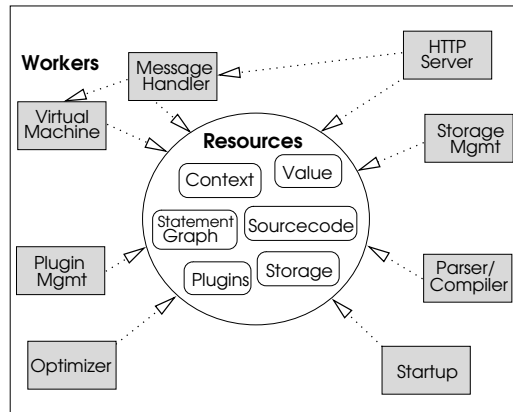 Workers
Message
Handler
HTTP
Server
Virtual
Machine
Storage
Mgmt
Resources
Context
Value
Statement
Graph
Sourcecode
Plugins
Storage
Plugin
Mgmt
Parser/
Compiler
Optimizer
Startup